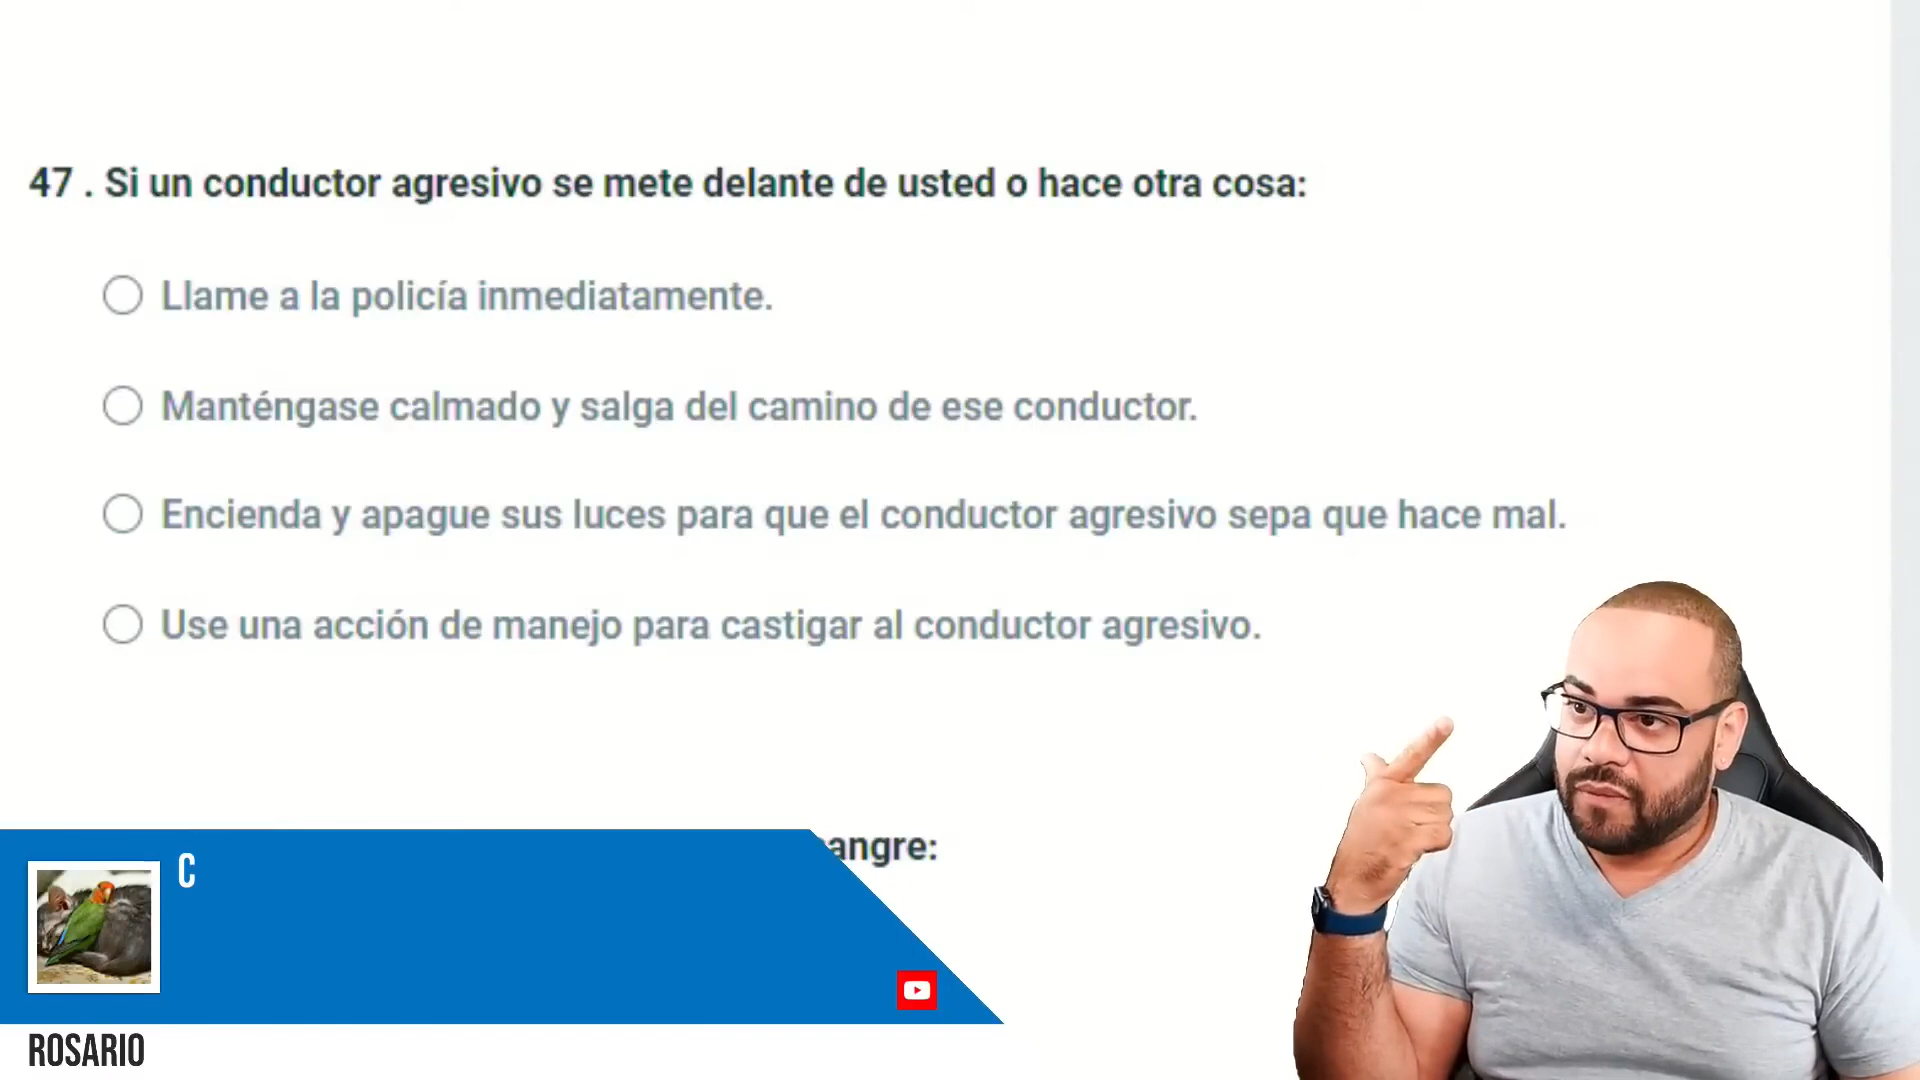 47 . Si un conductor agresivo se mete delante de usted o hace otra cosa:
Llame a la policía inmediatamente.
Manténgase calmado y salga del camino de ese conductor.
Encienda y apague sus luces para que el conductor agresivo sepa que hace mal.
Use una acción de manejo para castigar al conductor agresivo.
angre:
C
ROSARIO